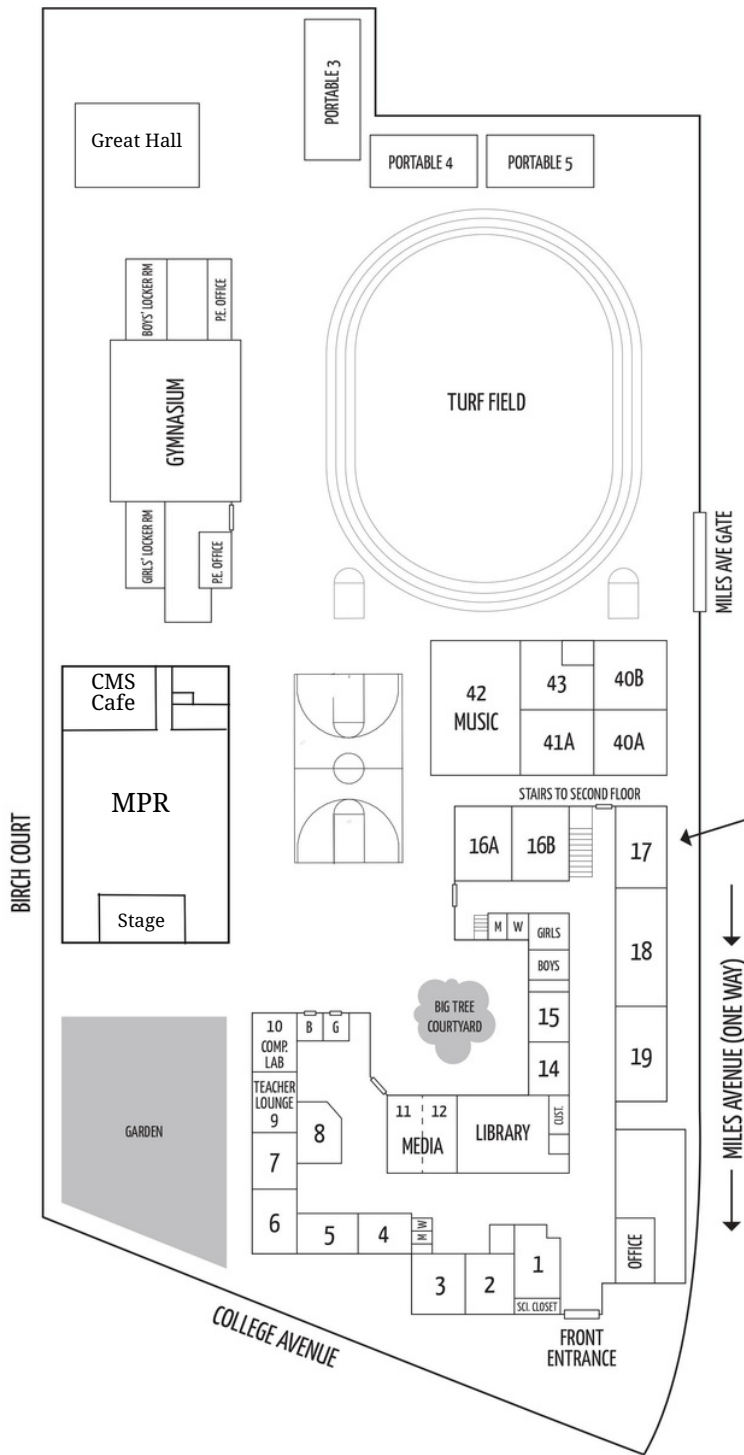 PORTABLE 3
Great Hall
PORTABLE 4
PORTABLE 5
BOYS' LOCKER RM
P.E. OFFICE
GYMNASIUM
TURF FIELD
GIRLS' LOCKER RM
P.E. OFFICE
MILES AVE GATE
CMS
Cafe
MPR
Stage
BIRCH COURT
42
MUSIC
43
40B
41A
40A
STAIRS TO SECOND FLOOR
16A
16B
17
M
W
GIRLS
BOYS
18
MILES AVENUE (ONE WAY)
BIG TREE
COURTYARD
15
14
19
10
COMP.
LAB
B
G
TEACHER
LOUNGE
9
GARDEN
8
11
12
MEDIA
LIBRARY
CUST.
7
6
5
4
M
W
3
2
1
SCI. CLOSET
OFFICE
FRONT
ENTRANCE
COLLEGE AVENUE